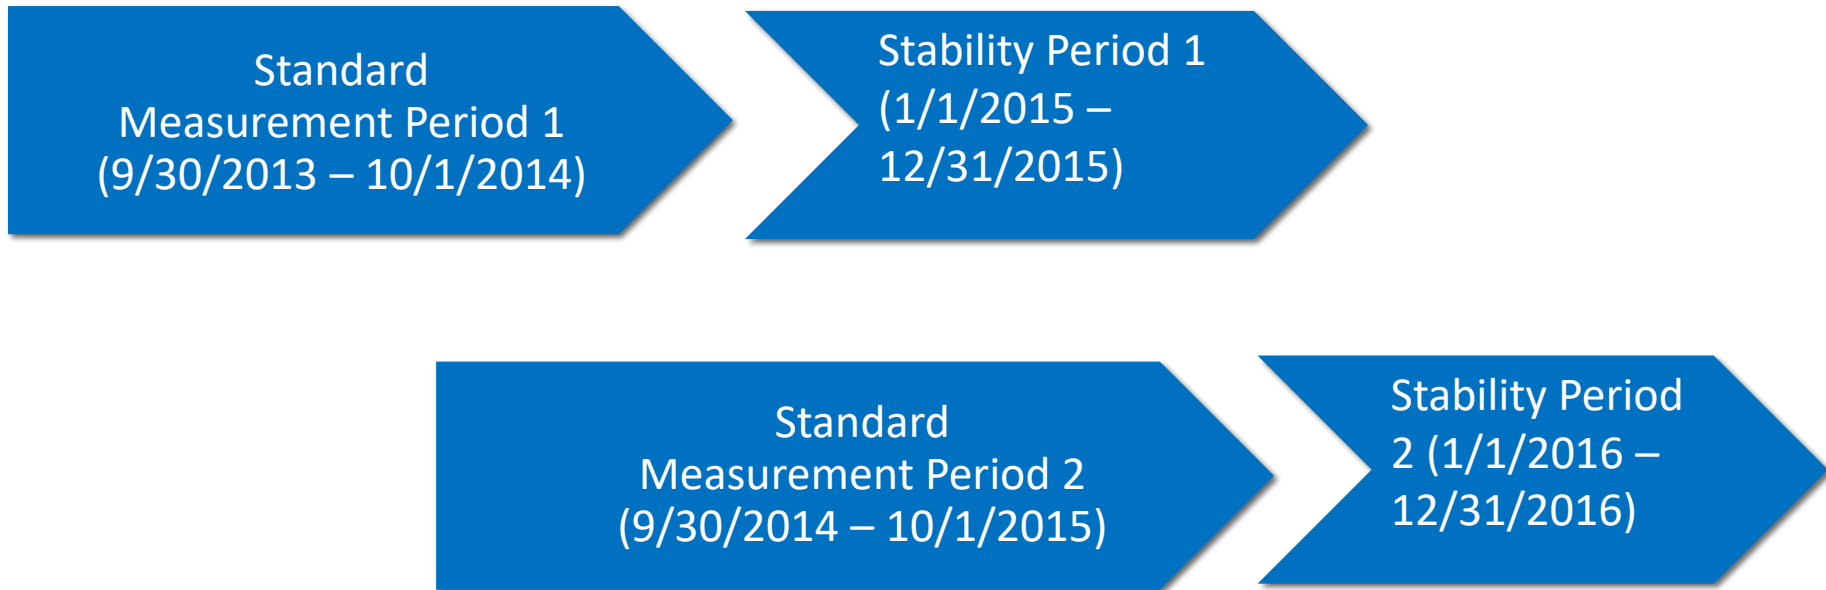 Standard
Measurement Period 1
(9/30/2013 – 10/1/2014)
Stability Period 1
(1/1/2015 –
12/31/2015)
Standard
Measurement Period 2
(9/30/2014 – 10/1/2015)
Stability Period
2 (1/1/2016 –
12/31/2016)